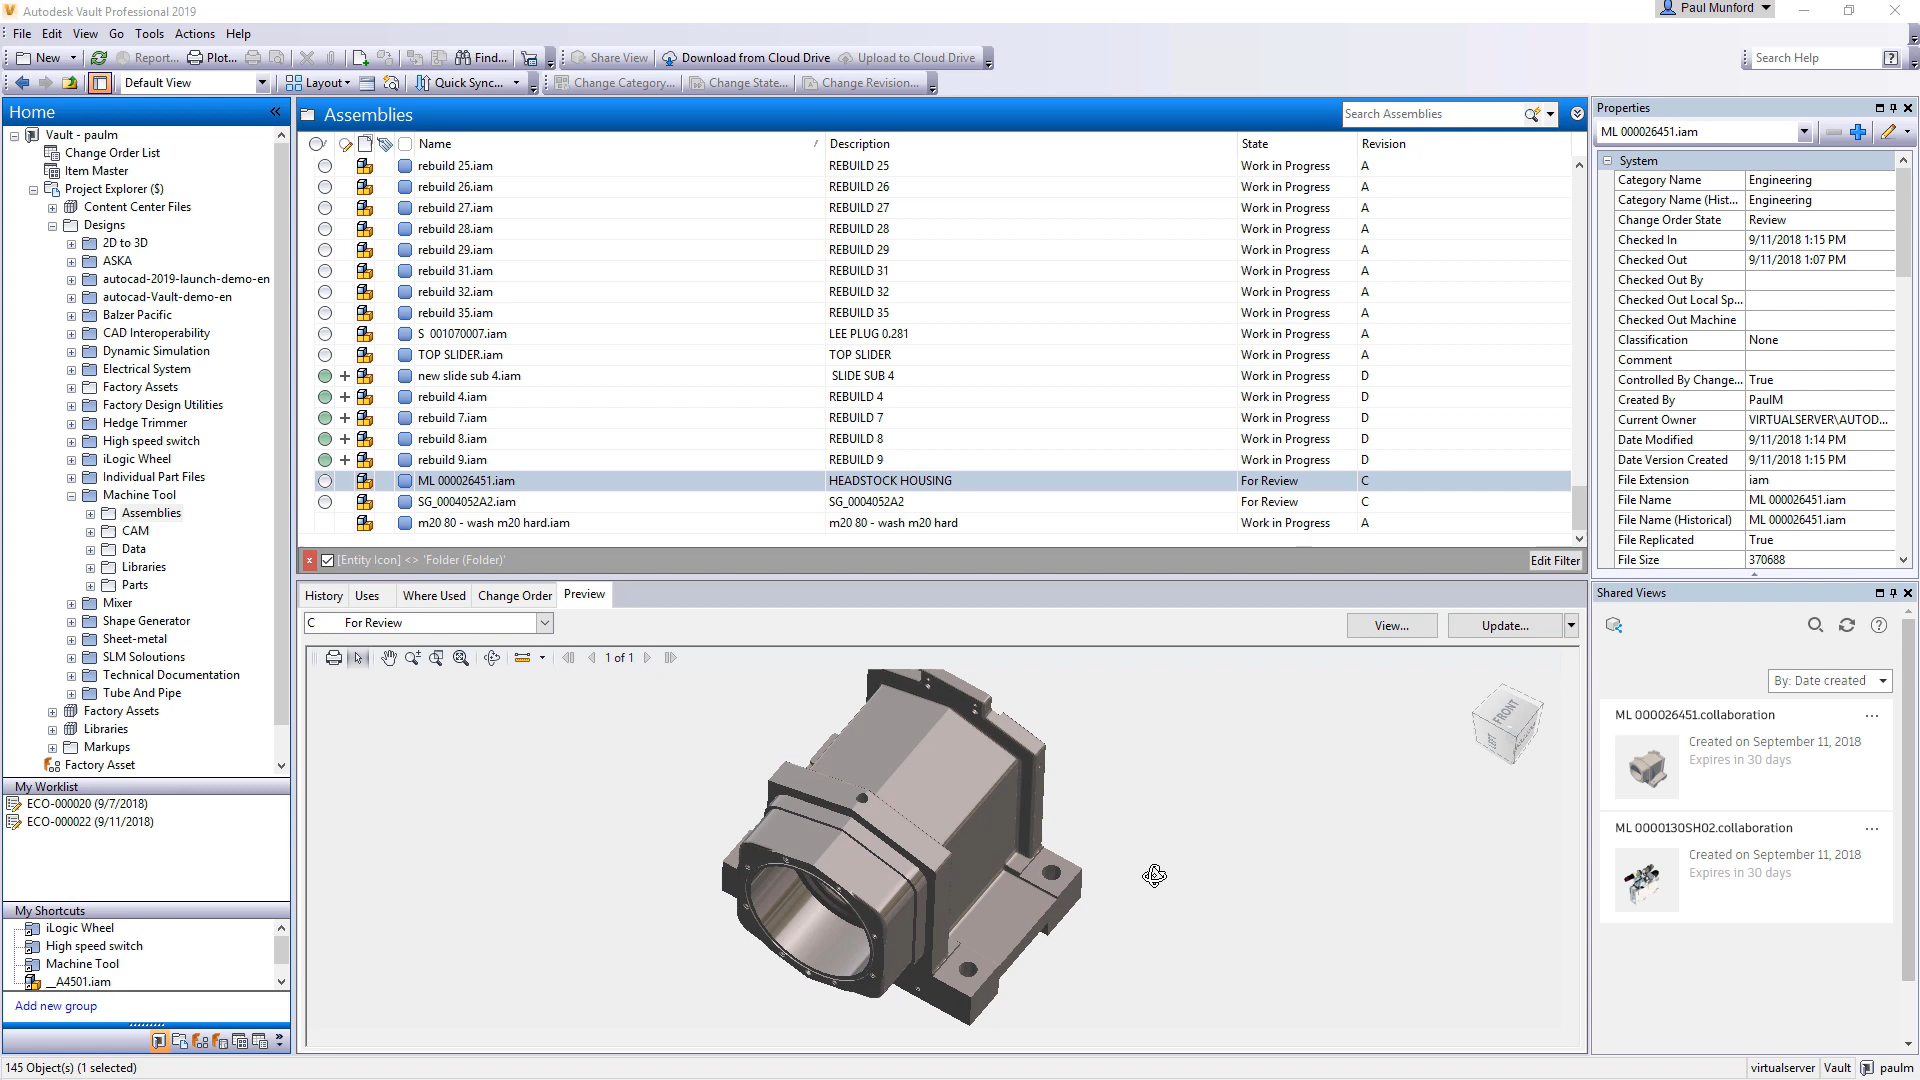 Autodesk Vault Professional 2019
Paul Munford
File Edit View Go Tools Actions Help
New Report... Plot... Find... Share View Download from Cloud Drive Upload to Cloud Drive
Search Help
Default View Layout Quick Sync... Change Category... Change State... Change Revision...
Home
Vault - paulm
Change Order List
Item Master
Project Explorer ($)
Content Center Files
Designs
2D to 3D
ASKA
autocad-2019-launch-demo-en
autocad-Vault-demo-en
Balzer Pacific
CAD Interoperability
Dynamic Simulation
Electrical System
Factory Assets
Factory Design Utilities
Hedge Trimmer
High speed switch
iLogic Wheel
Individual Part Files
Machine Tool
Assemblies
CAM
Data
Libraries
Parts
Mixer
Shape Generator
Sheet-metal
SLM Soloutions
Technical Documentation
Tube And Pipe
Factory Assets
Libraries
Markups
Factory Asset
My Worklist
ECO-000020 (9/7/2018)
ECO-000022 (9/11/2018)
My Shortcuts
iLogic Wheel
High speed switch
Machine Tool
__A4501.iam
Add new group
Assemblies
Search Assemblies
Name Description State Revision
rebuild 25.iam REBUILD 25 Work in Progress A
rebuild 26.iam REBUILD 26 Work in Progress A
rebuild 27.iam REBUILD 27 Work in Progress A
rebuild 28.iam REBUILD 28 Work in Progress A
rebuild 29.iam REBUILD 29 Work in Progress A
rebuild 31.iam REBUILD 31 Work in Progress A
rebuild 32.iam REBUILD 32 Work in Progress A
rebuild 35.iam REBUILD 35 Work in Progress A
S 001070007.iam LEE PLUG 0.281 Work in Progress A
TOP SLIDER.iam TOP SLIDER Work in Progress A
new slide sub 4.iam SLIDE SUB 4 Work in Progress D
rebuild 4.iam REBUILD 4 Work in Progress D
rebuild 7.iam REBUILD 7 Work in Progress D
rebuild 8.iam REBUILD 8 Work in Progress D
rebuild 9.iam REBUILD 9 Work in Progress D
ML 000026451.iam HEADSTOCK HOUSING For Review C
SG_0004052A2.iam SG_0004052A2 For Review C
m20 80 - wash m20 hard.iam m20 80 - wash m20 hard Work in Progress A
[Entity Icon] <> 'Folder (Folder)' Edit Filter
History Uses Where Used Change Order Preview
C For Review View... Update...
1 of 1
FRONT
Properties
ML 000026451.iam
System
Category Name Engineering
Category Name (Hist... Engineering
Change Order State Review
Checked In 9/11/2018 1:15 PM
Checked Out 9/11/2018 1:07 PM
Checked Out By
Checked Out Local Sp...
Checked Out Machine
Classification None
Comment
Controlled By Change... True
Created By PaulM
Current Owner VIRTUALSERVER\AUTOD...
Date Modified 9/11/2018 1:14 PM
Date Version Created 9/11/2018 1:15 PM
File Extension iam
File Name ML 000026451.iam
File Name (Historical) ML 000026451.iam
File Replicated True
File Size 370688
Shared Views
By: Date created
ML 000026451.collaboration
Created on September 11, 2018
Expires in 30 days
ML 0000130SH02.collaboration
Created on September 11, 2018
Expires in 30 days
145 Object(s) (1 selected)
virtualserver Vault paulm